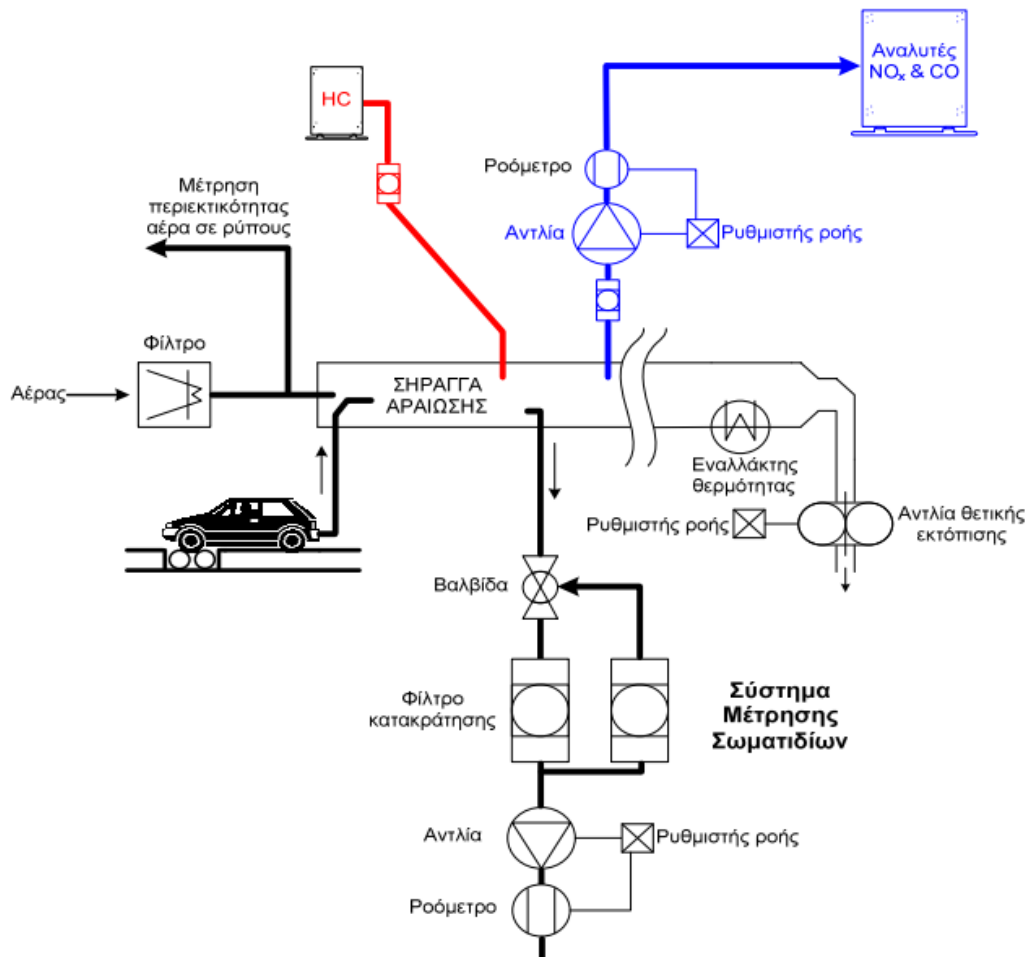 HC
Αναλυτές
NOx & CO
Ροόμετρο
Μέτρηση
περιεκτικότητας
αέρα σε ρύπους
Αντλία
Ρυθμιστής ροής
Φίλτρο
Αέρας
ΣΗΡΑΓΓΑ
ΑΡΑΙΩΣΗΣ
Εναλλάκτης
θερμότητας
Ρυθμιστής ροής
Αντλία θετικής
εκτόπισης
Βαλβίδα
Φίλτρο
κατακράτησης
Σύστημα
Μέτρησης
Σωματιδίων
Αντλία
Ρυθμιστής ροής
Ροόμετρο